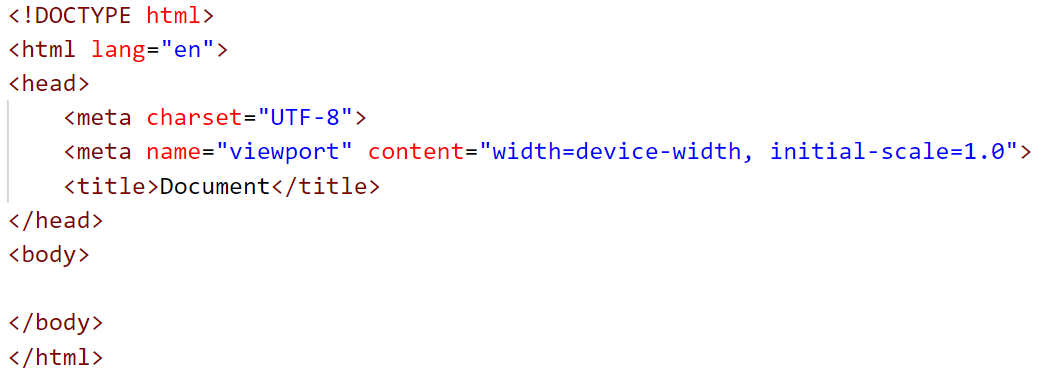 <!DOCTYPE html>
<html lang="en">
<head>
    <meta charset="UTF-8">
    <meta name="viewport" content="width=device-width, initial-scale=1.0">
    <title>Document</title>
</head>
<body>

</body>
</html>